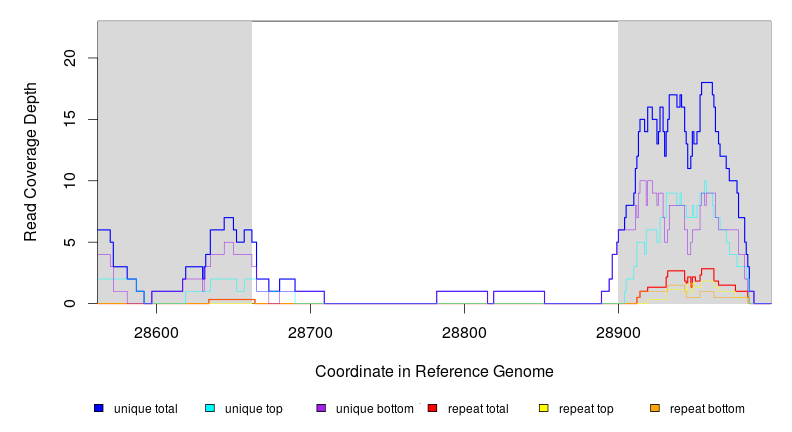 20
15
10
5
0
Read Coverage Depth
28600 28700 28800 28900
Coordinate in Reference Genome
unique total unique top unique bottom repeat total repeat top repeat bottom